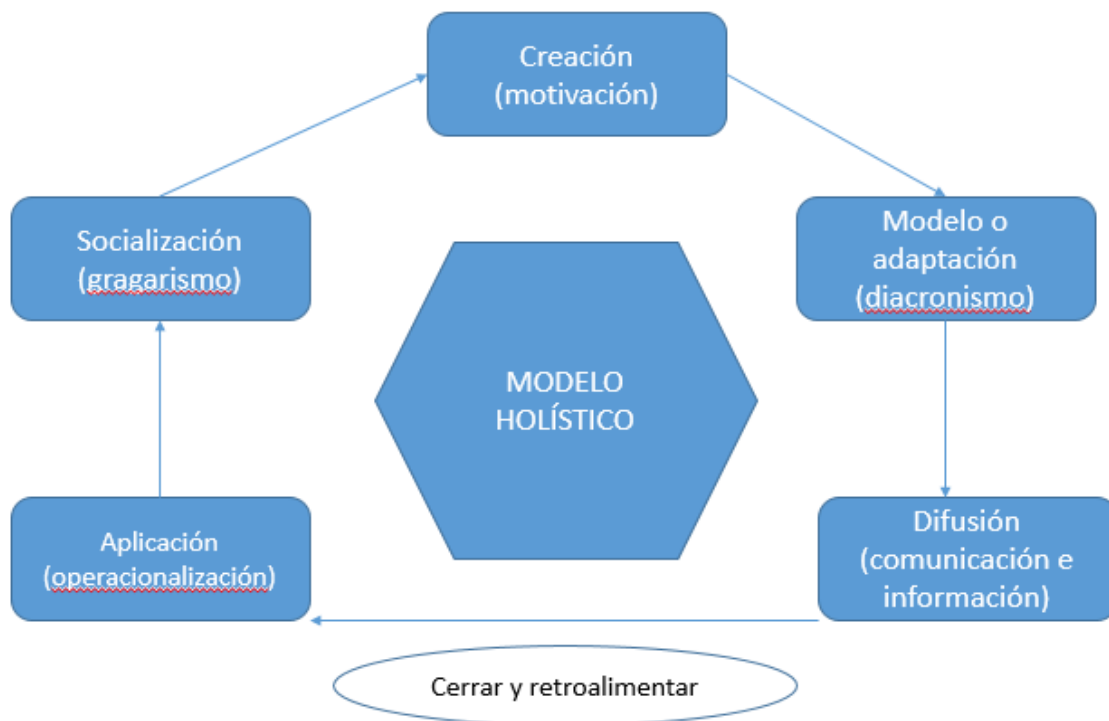 Creación
(motivación)
Socialización
(gragarismo)
Modelo o
adaptación
(diacronismo)
MODELO
HOLÍSTICO
Aplicación
(operacionalización)
Difusión
(comunicación e
información)
Cerrar y retroalimentar